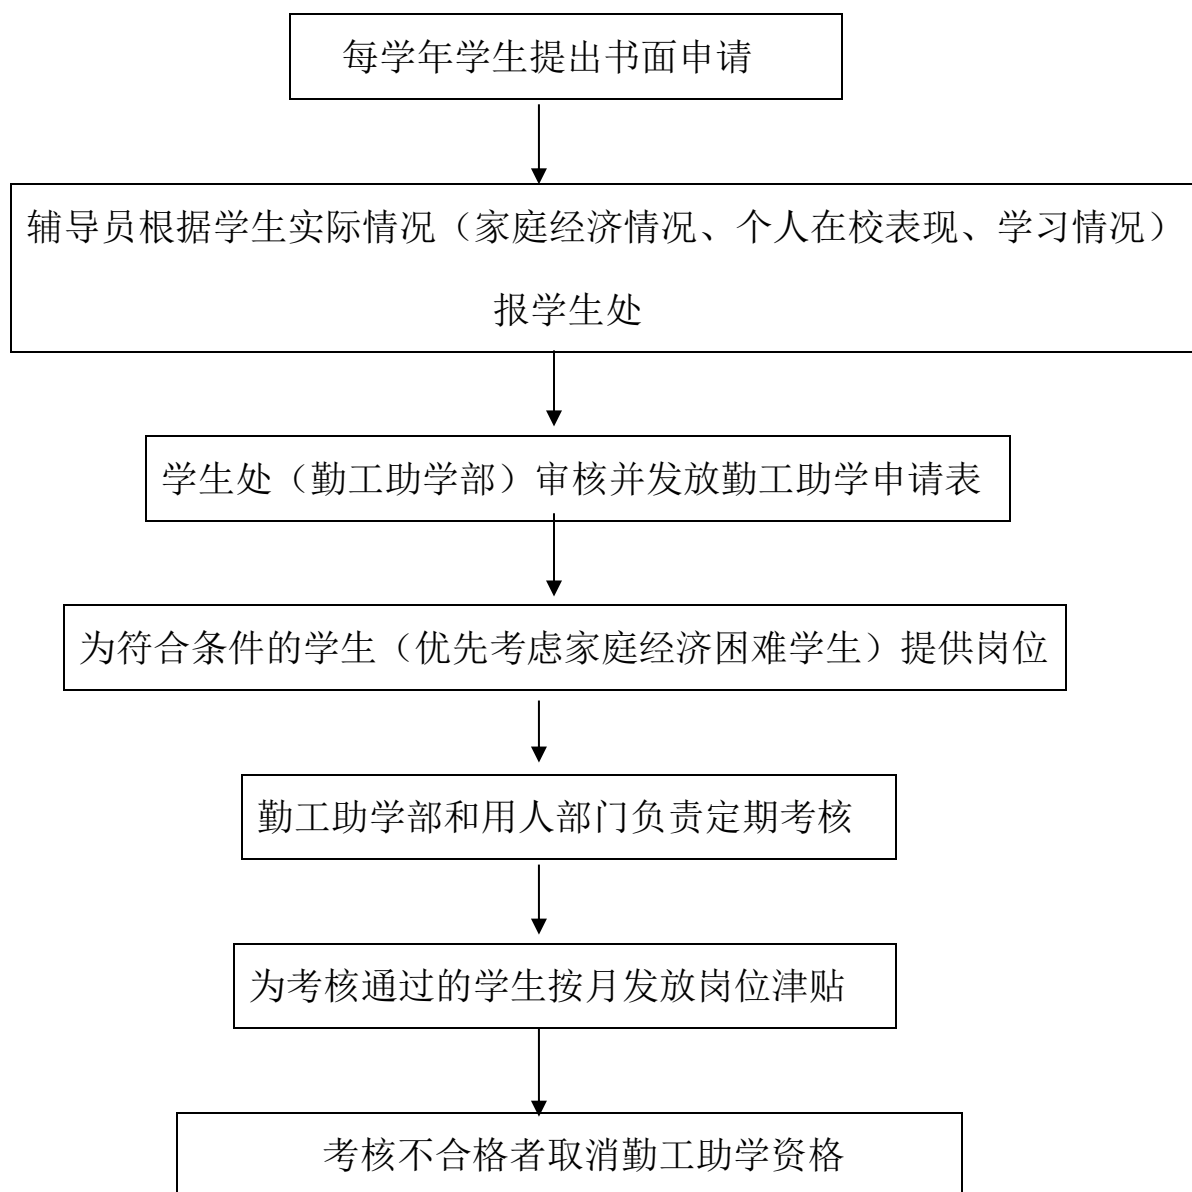 每学年学生提出书面申请
辅导员根据学生实际情况（家庭经济情况、个人在校表现、学习情况）
报学生处
学生处（勤工助学部）审核并发放勤工助学申请表
为符合条件的学生（优先考虑家庭经济困难学生）提供岗位
勤工助学部和用人部门负责定期考核
为考核通过的学生按月发放岗位津贴
考核不合格者取消勤工助学资格